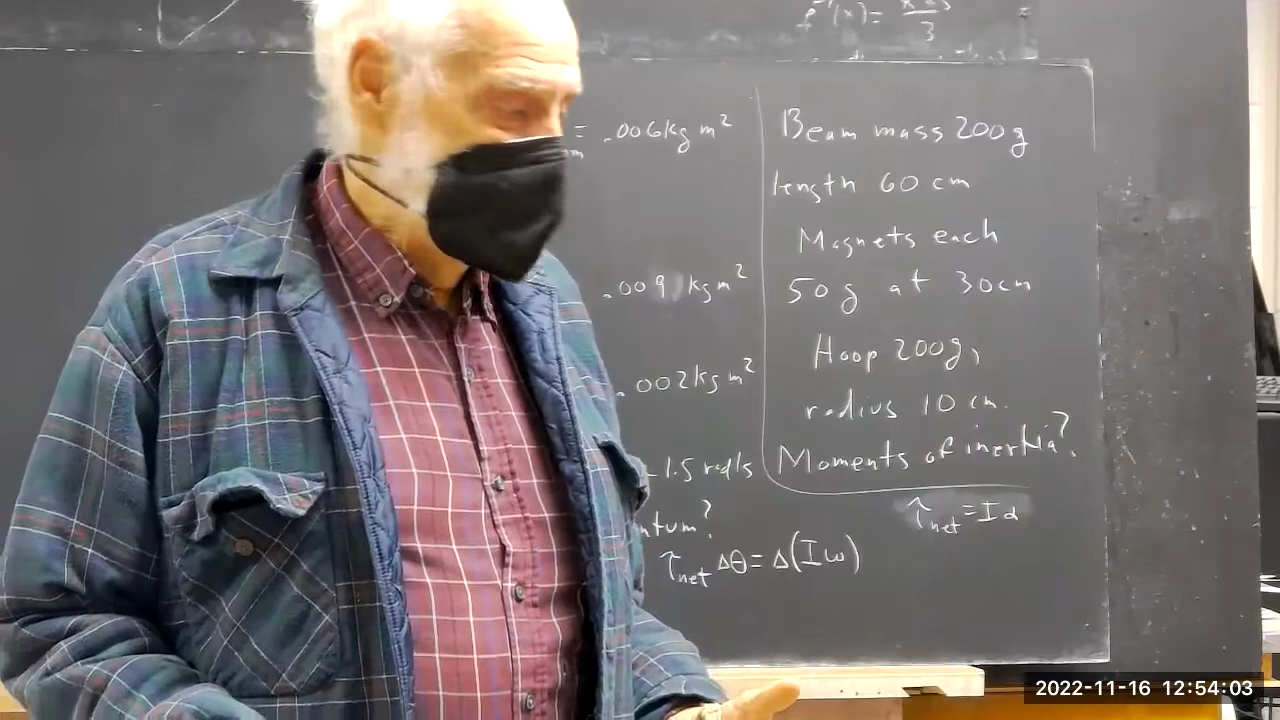 = .006 kg m²
.009 kg m²
.002 kg m²
-1.5 rad/s
ntum?
τnet Δθ = Δ(Iω)
Beam mass 200g
length 60 cm
Magnets each
50g at 30cm
Hoop 200g,
radius 10 cm.
Moments of inertia?
τnet = Iα
2022-11-16 12:54:03